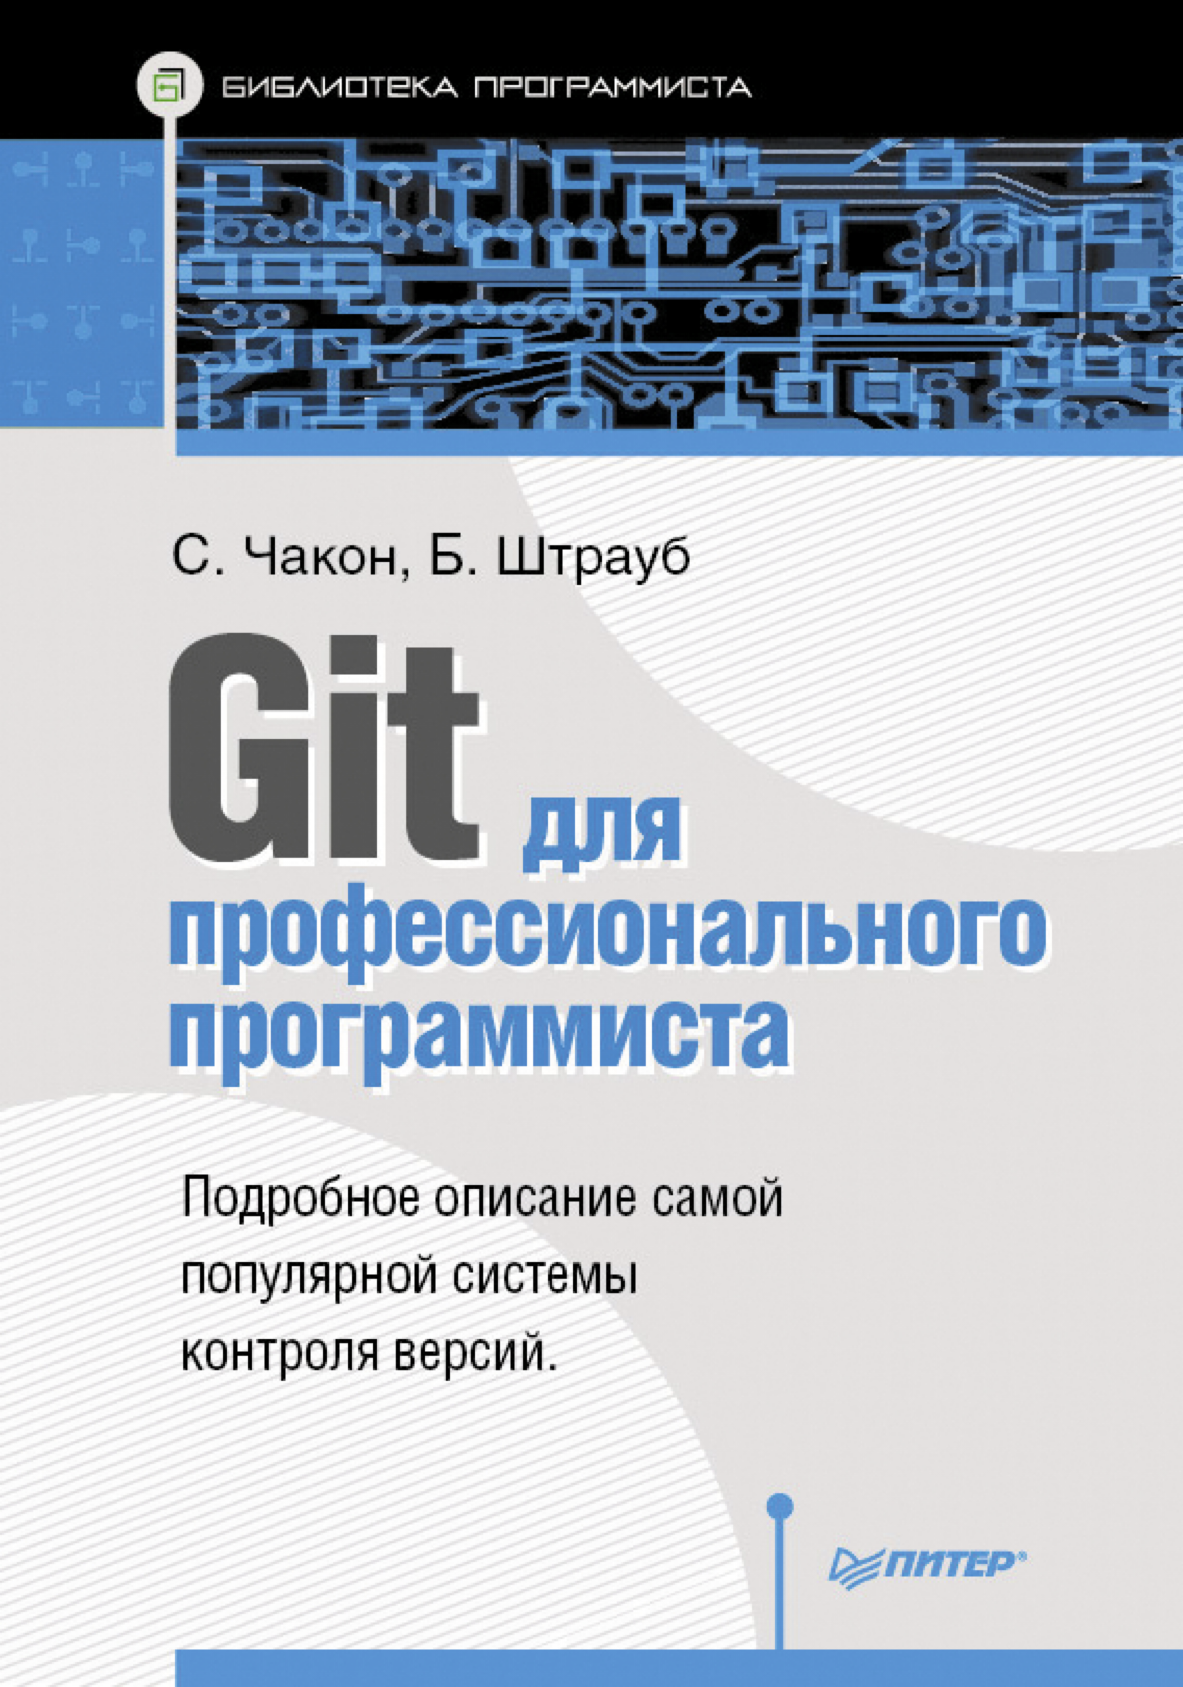 БИБЛИОТЕКА ПРОГРАММИСТА
С. Чакон, Б. Штрауб
Git для
профессионального
программиста
Подробное описание самой
популярной системы
контроля версий.
ПИТЕР®